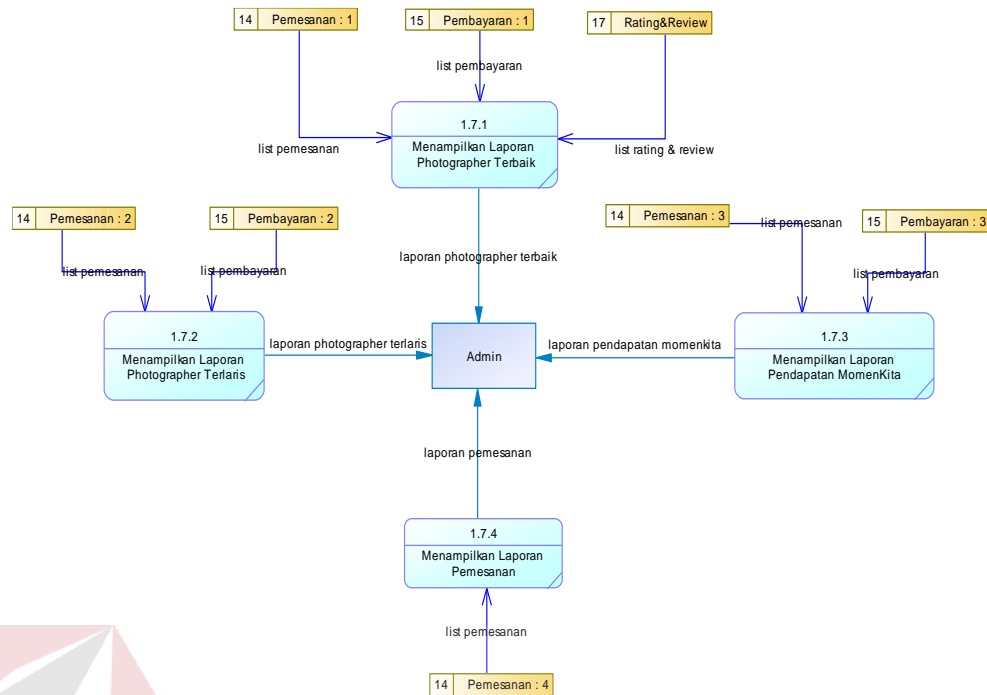 14 Pemesanan : 1
15 Pembayaran : 1
17 Rating&Review
list pembayaran
list pemesanan
list rating & review
1.7.1
Menampilkan Laporan
Photographer Terbaik
14 Pemesanan : 2
15 Pembayaran : 2
14 Pemesanan : 3
15 Pembayaran : 3
list pemesanan
list pembayaran
laporan photographer terbaik
list pemesanan
list pembayaran
1.7.2
Menampilkan Laporan
Photographer Terlaris
laporan photographer terlaris
Admin
laporan pendapatan momenkita
1.7.3
Menampilkan Laporan
Pendapatan MomenKita
laporan pemesanan
1.7.4
Menampilkan Laporan
Pemesanan
list pemesanan
14 Pemesanan : 4